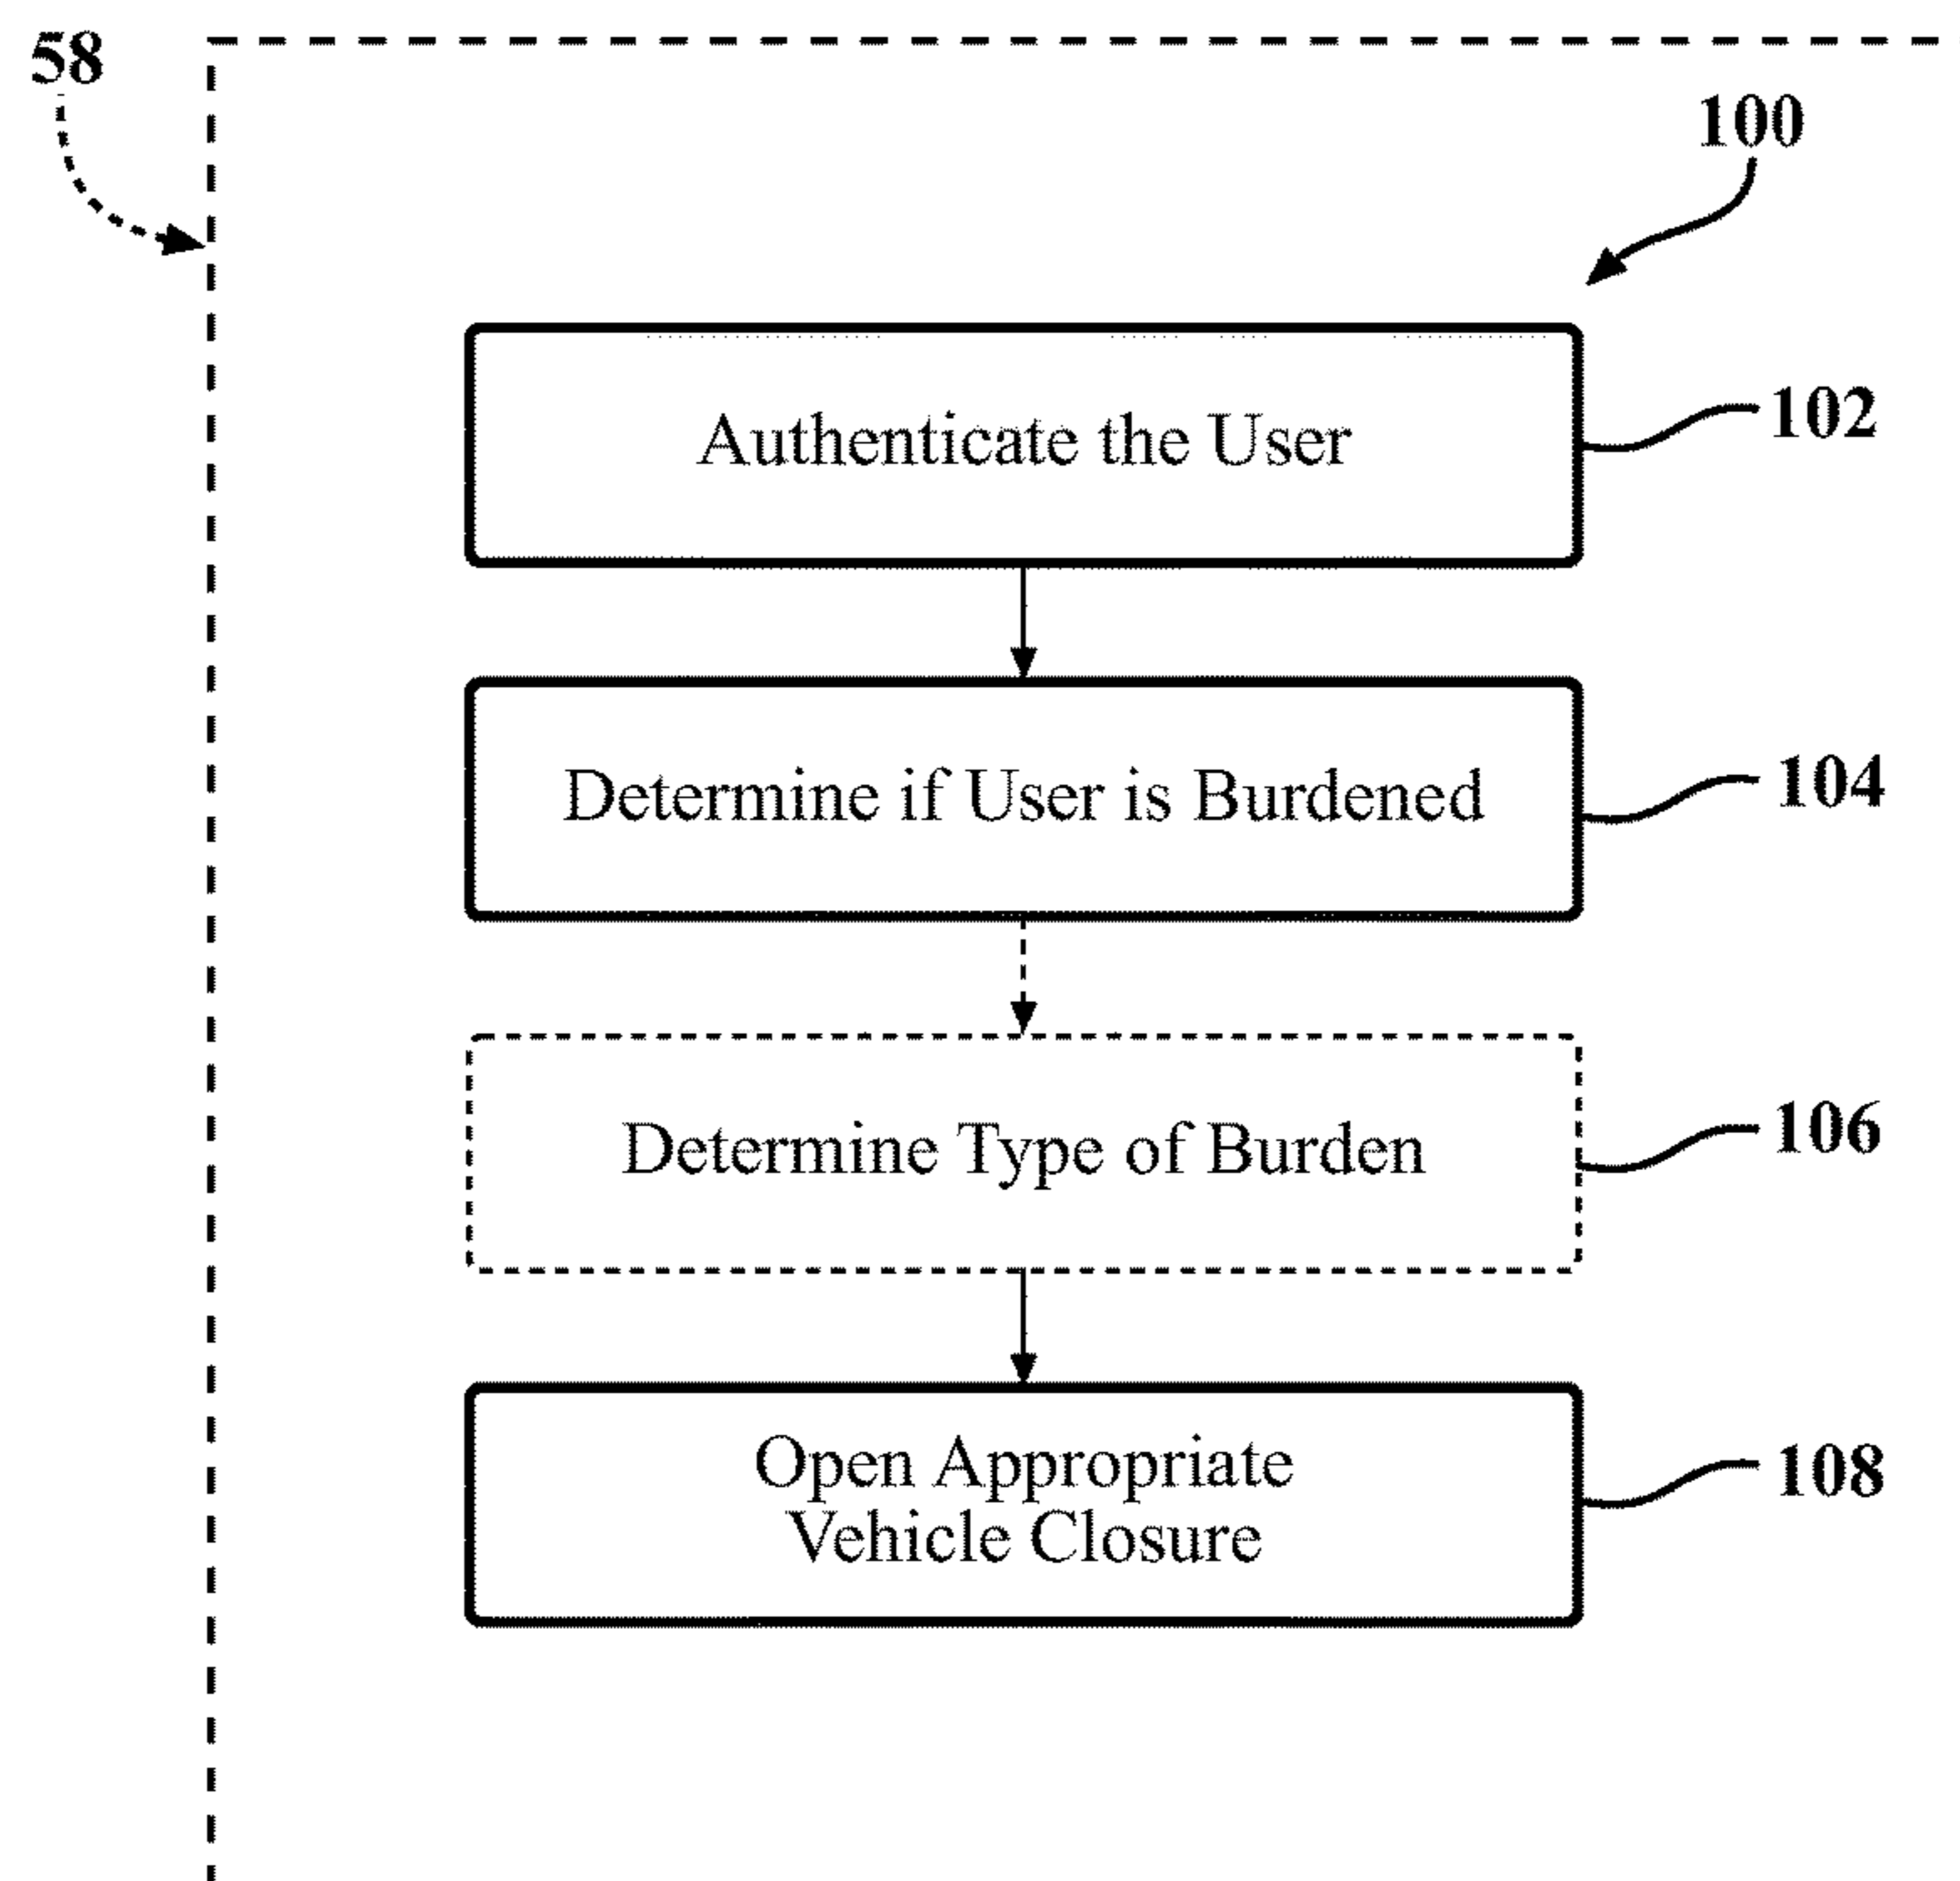 58
100
Authenticate the User
102
Determine if User is Burdened
104
Determine Type of Burden
106
Open Appropriate
Vehicle Closure
108